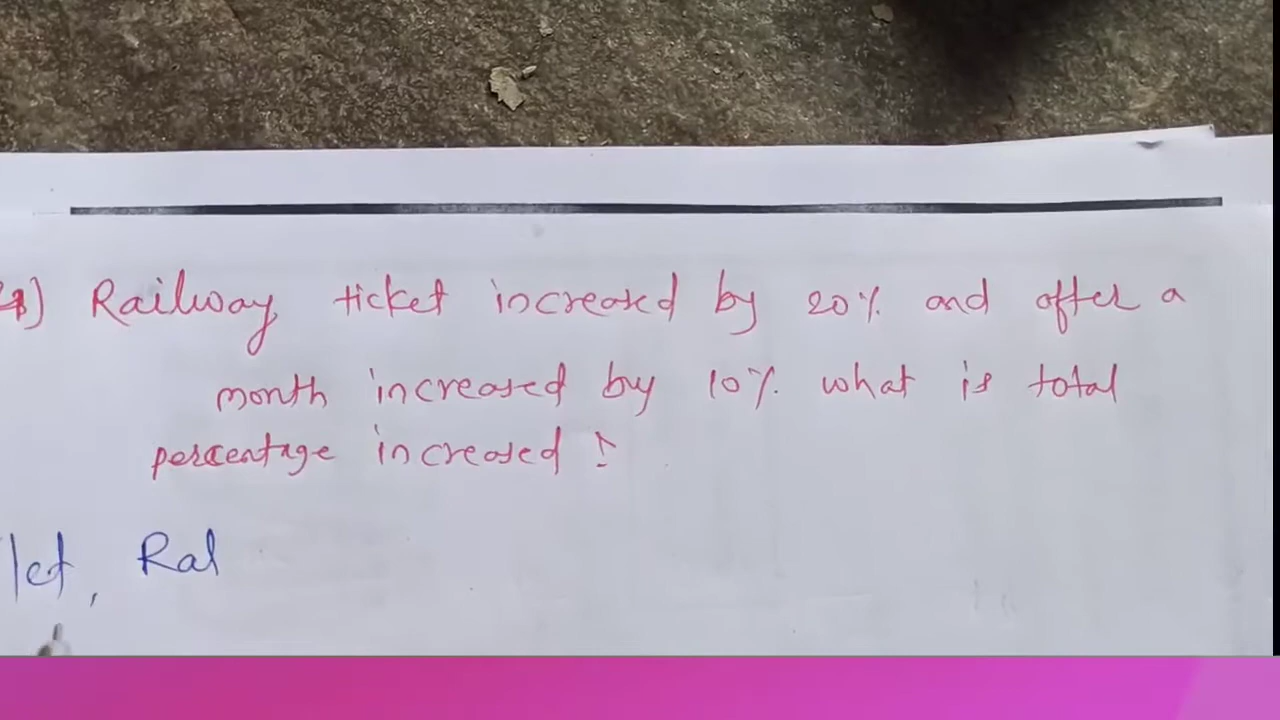 Railway ticket increased by 20% and after a
month increased by 10% what is total
percentage increased ?
let, Ral